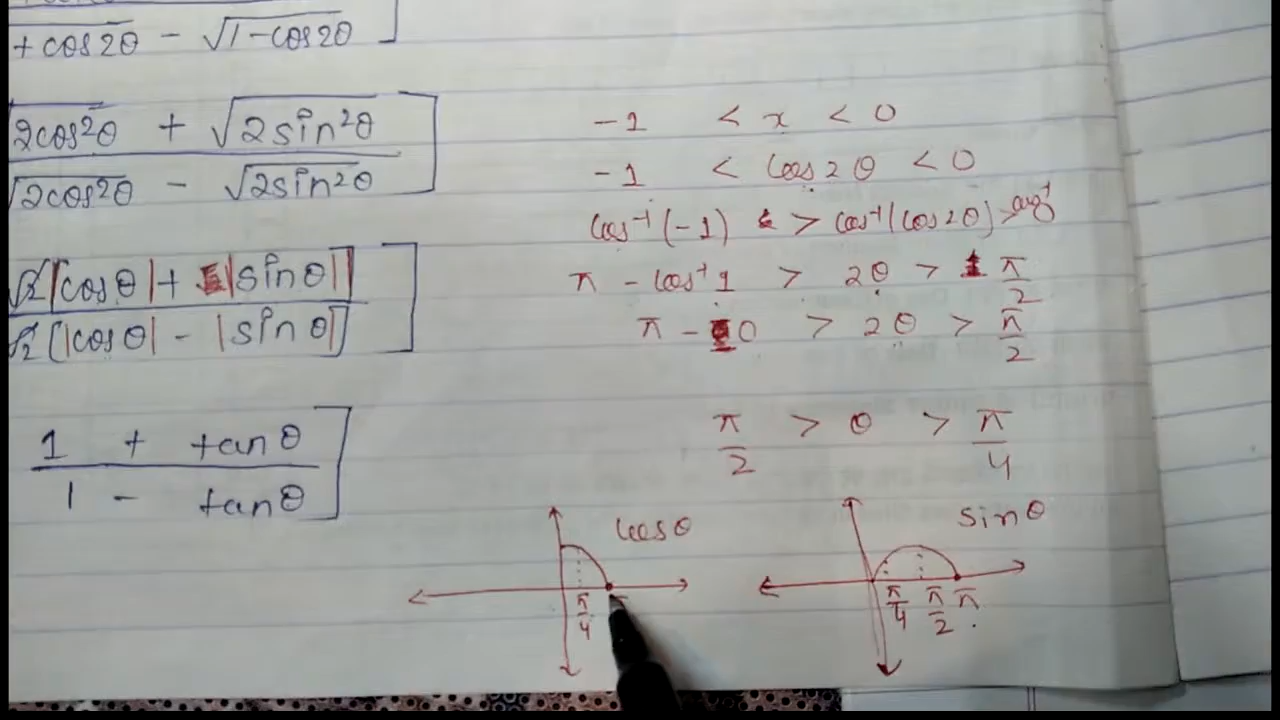 + cos2θ - √1-cos2θ ]
√2cos²θ + √2sin²θ ]
√2cos²θ - √2sin²θ
√2[|cosθ| + |sinθ|] ]
√2[|cosθ| - |sinθ|]
1 + tanθ ]
1 - tanθ
-1 < x < 0
-1 < cos2θ < 0
cos⁻¹(-1) > cos⁻¹(cos2θ) >
π - cos⁻¹1 > 2θ > π/2
π - 0 > 2θ > π/2
π/2 > θ > π/4
cosθ
π/4
sinθ
π/4 π/2 π